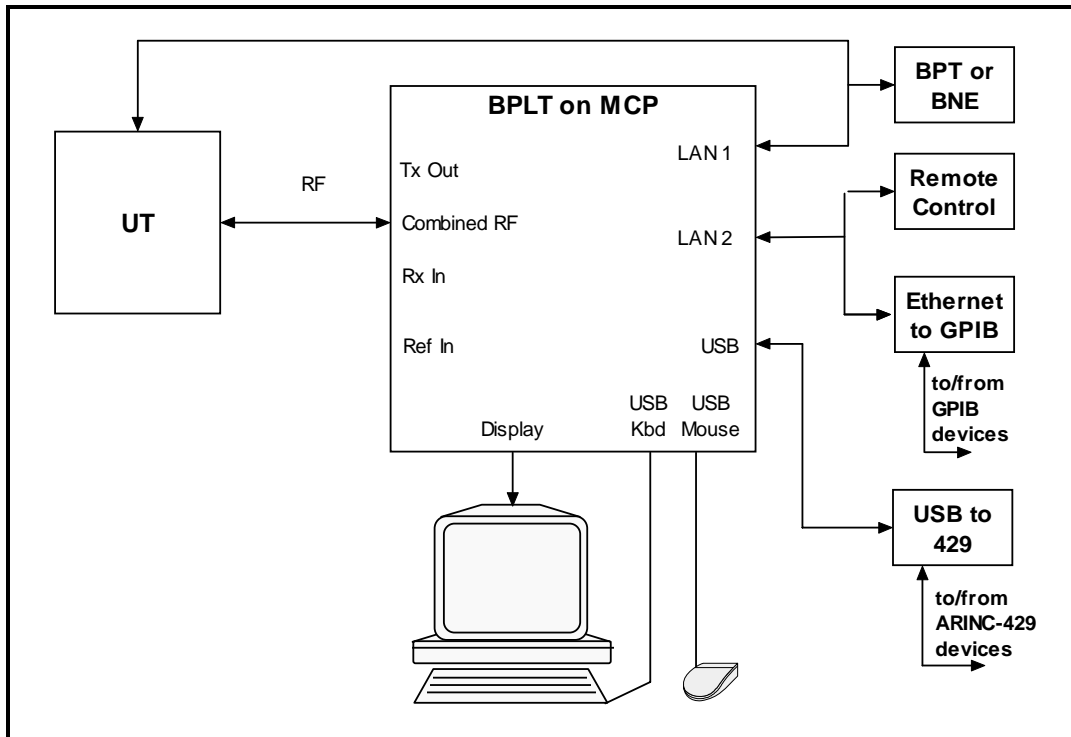 BPT or
BNE
BPLT on MCP
LAN 1
Tx Out
RF
Remote
Control
UT
Combined RF
LAN 2
Rx In
Ethernet
to GPIB
Ref In
USB
to/from
GPIB
devices
USB
Kbd
USB
Mouse
Display
USB to
429
to/from
ARINC-429
devices